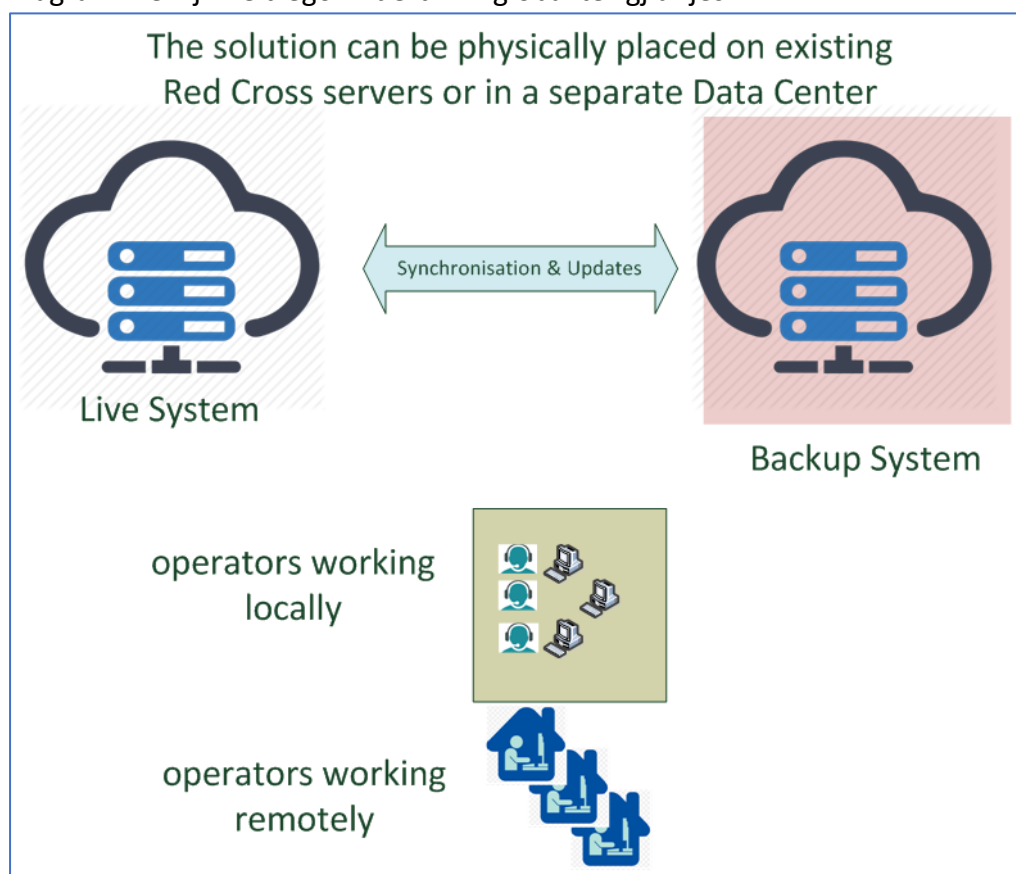 The solution can be physically placed on existing
Red Cross servers or in a separate Data Center
Synchronisation & Updates
Live System
Backup System
operators working
locally
operators working
remotely